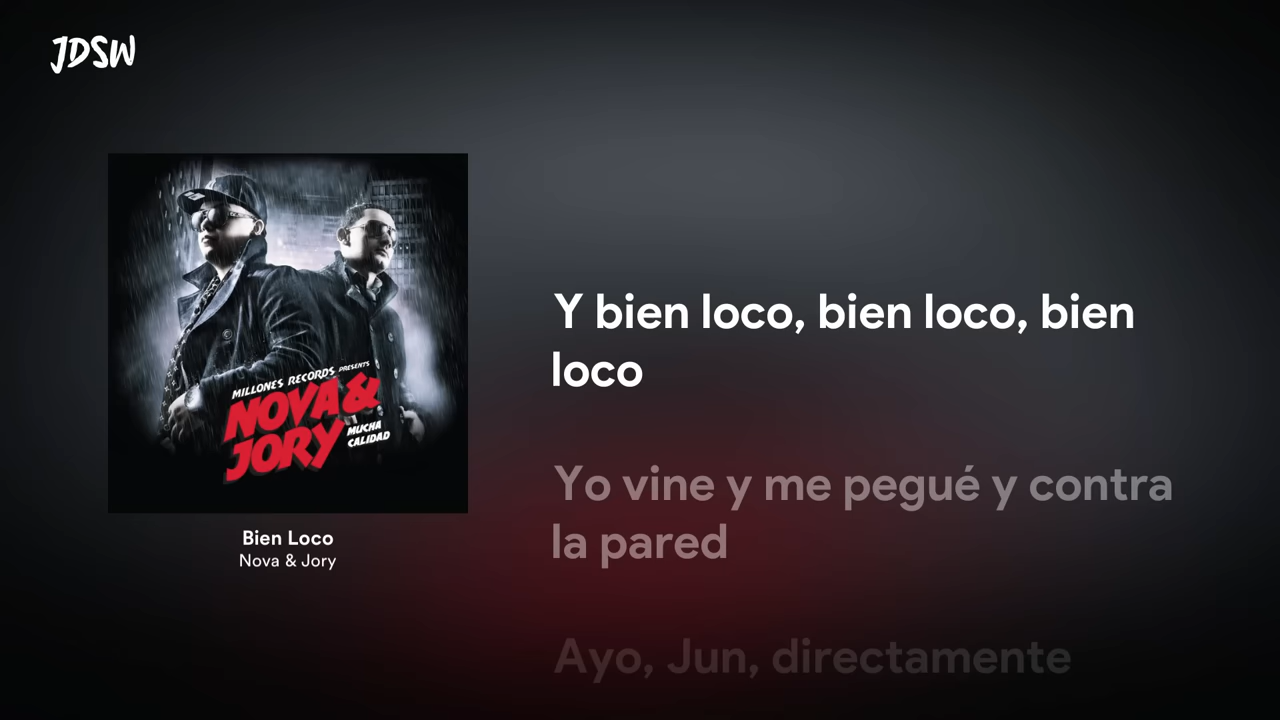 JDSW
MILLONES RECORDS PRESENTS
NOVA &
JORY
MUCHA
CALIDAD
Bien Loco
Nova & Jory
Y bien loco, bien loco, bien
loco
Yo vine y me pegué y contra
la pared
Ayo, Jun, directamente